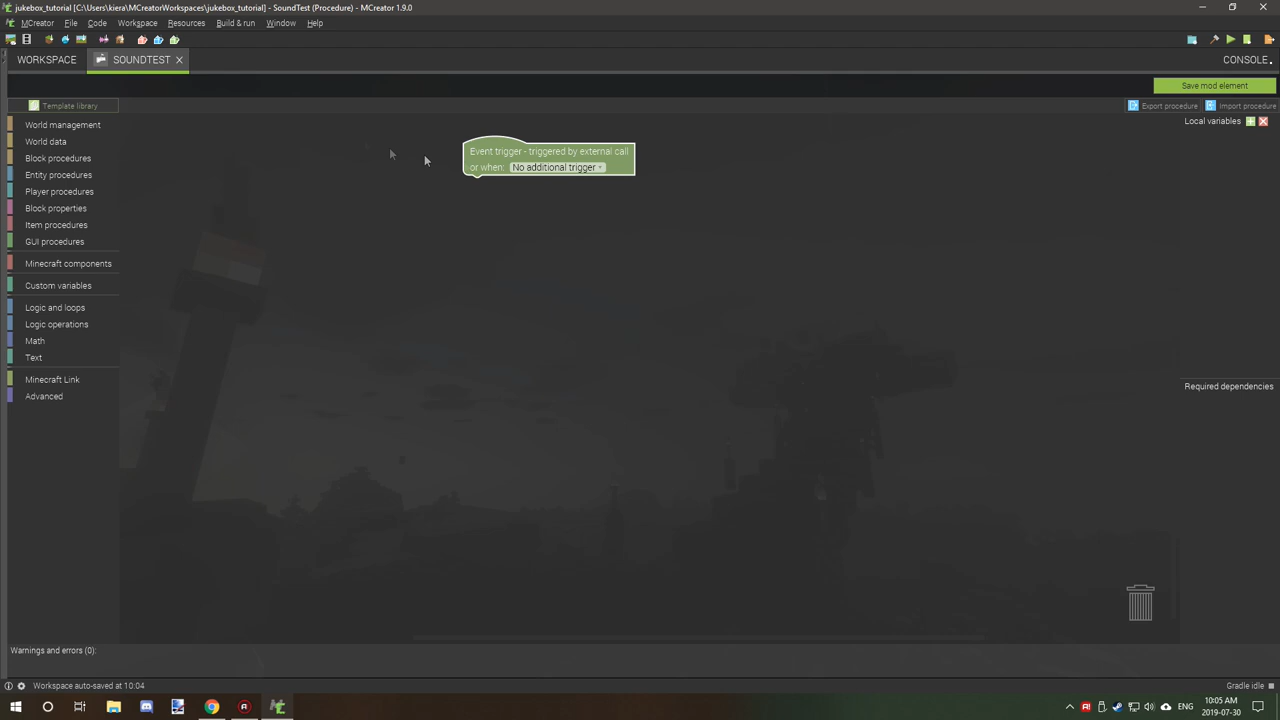 jukebox_tutorial [C:\Users\kiera\MCreatorWorkspaces\jukebox_tutorial] - SoundTest (Procedure) - MCreator 1.9.0
MCreator File Code Workspace Resources Build & run Window Help
WORKSPACE SOUNDTEST CONSOLE
Save mod element
Template library Export procedure Import procedure
World management
Local variables
World data
Block procedures
Entity procedures
Player procedures
Block properties
Item procedures
GUI procedures
Minecraft components
Custom variables
Logic and loops
Logic operations
Math
Text
Minecraft Link
Advanced
Event trigger - triggered by external call
or when: No additional trigger
Required dependencies
Warnings and errors (0):
Workspace auto-saved at 10:04 Gradle idle
ENG
10:05 AM
2019-07-30